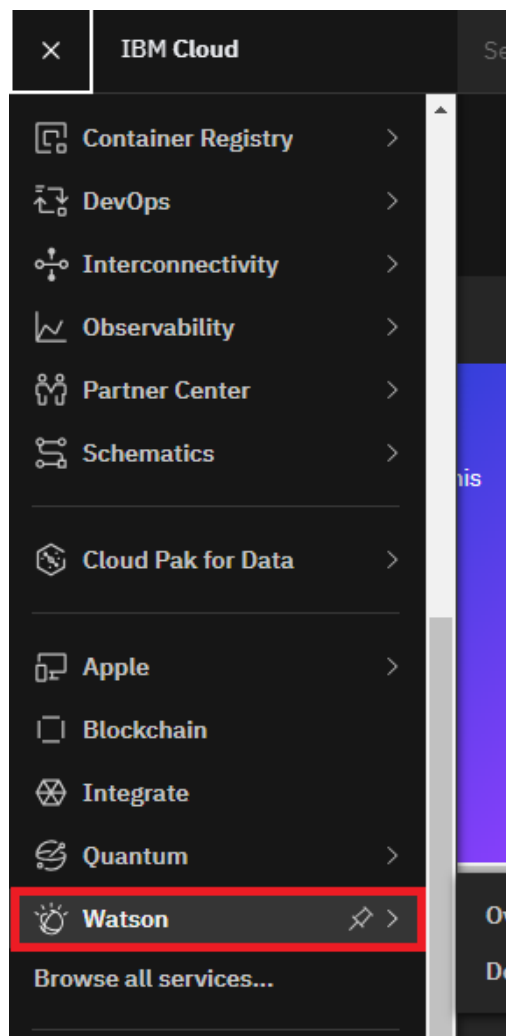 IBM Cloud
Container Registry
DevOps
Interconnectivity
Observability
Partner Center
Schematics
Cloud Pak for Data
Apple
Blockchain
Integrate
Quantum
Watson
Browse all services...